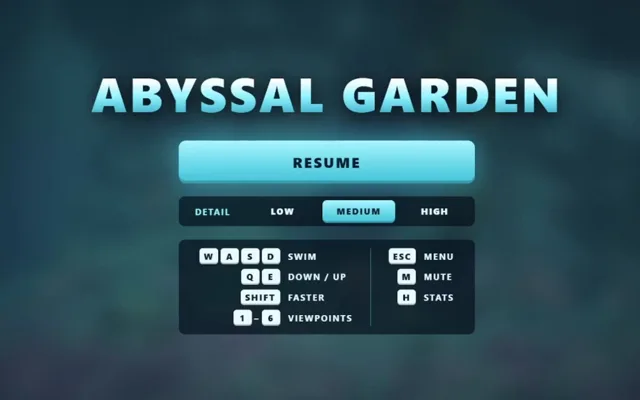 ABYSSAL GARDEN
RESUME
DETAIL LOW MEDIUM HIGH
W A S D SWIM
Q E DOWN / UP
SHIFT FASTER
1 – 6 VIEWPOINTS
ESC MENU
M MUTE
H STATS